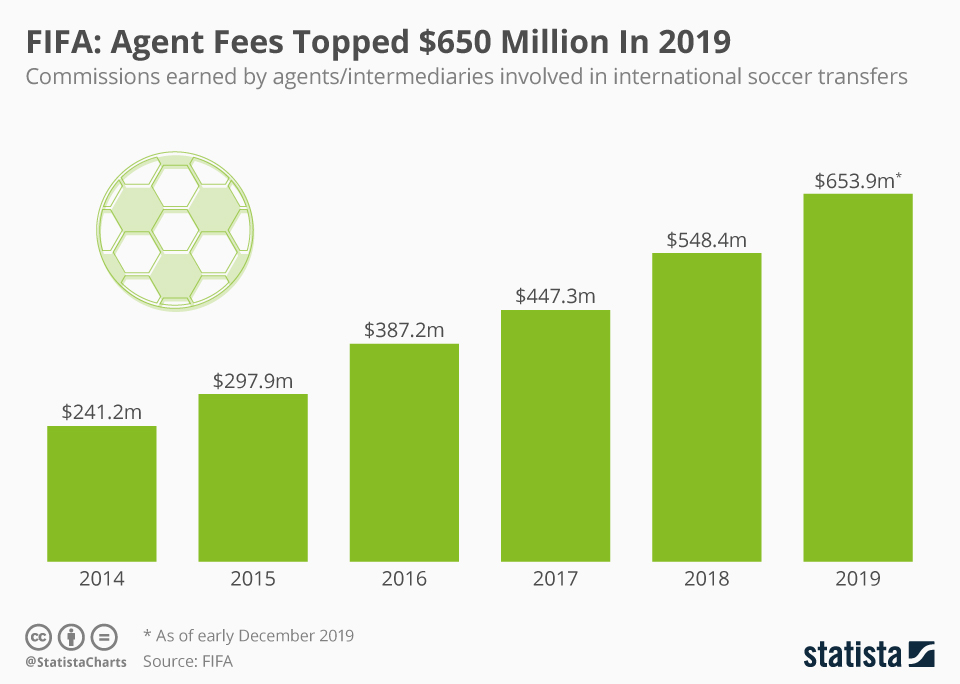 FIFA: Agent Fees Topped $650 Million In 2019
Commissions earned by agents/intermediaries involved in international soccer transfers
$653.9m*
$548.4m
$447.3m
$387.2m
$297.9m
$241.2m
2014 2015 2016 2017 2018 2019
cc
@StatistaCharts
* As of early December 2019
Source: FIFA
statista